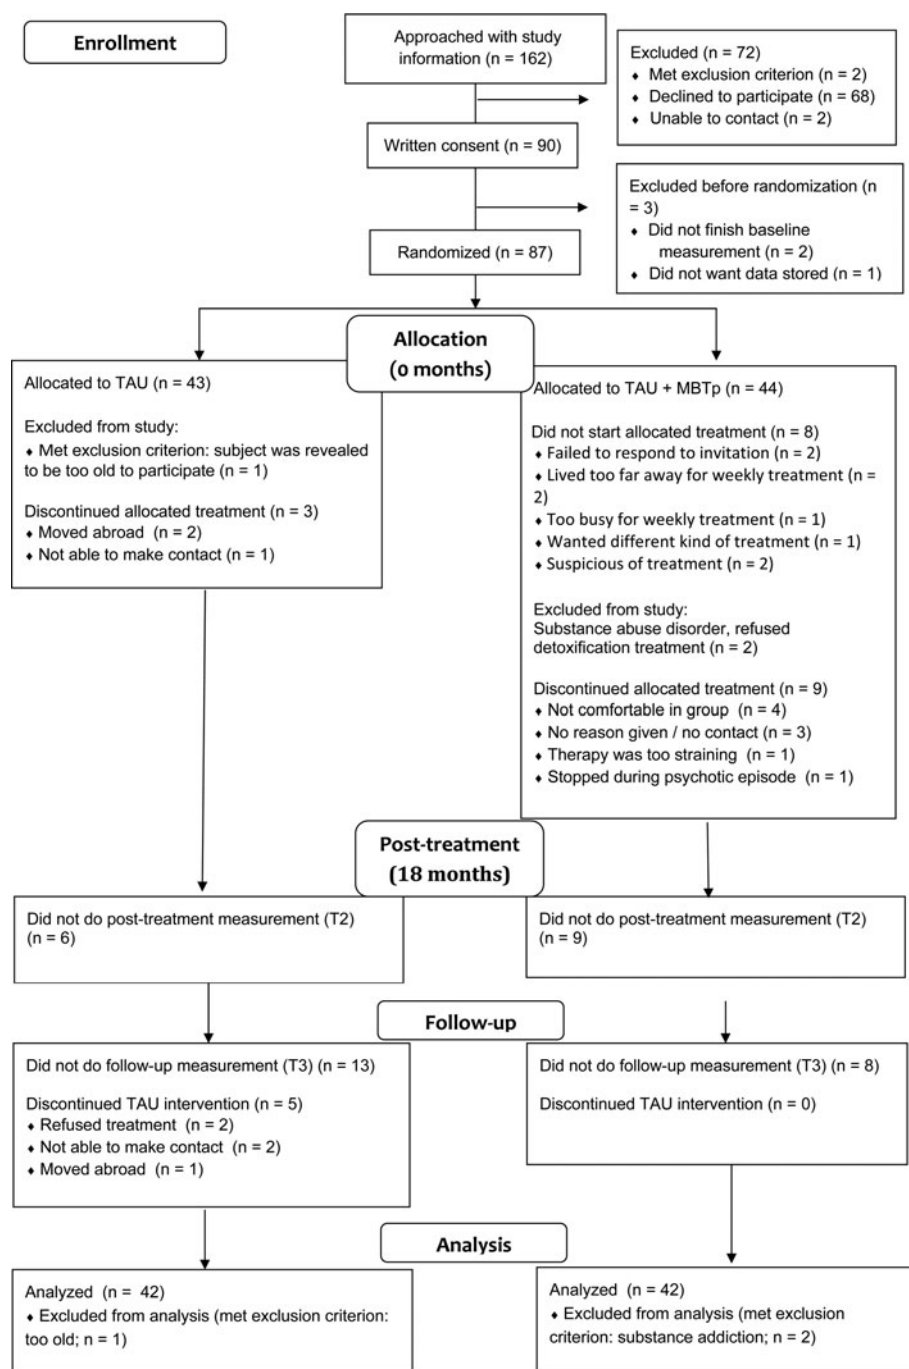 Enrollment
Approached with study
information (n = 162)
Excluded (n = 72)
♦ Met exclusion criterion (n = 2)
♦ Declined to participate (n = 68)
♦ Unable to contact (n = 2)
Written consent (n = 90)
Excluded before randomization (n
= 3)
♦ Did not finish baseline
measurement (n = 2)
♦ Did not want data stored (n = 1)
Randomized (n = 87)
Allocation
(0 months)
Allocated to TAU (n = 43)
Excluded from study:
♦ Met exclusion criterion: subject was revealed
to be too old to participate (n = 1)
Discontinued allocated treatment (n = 3)
♦ Moved abroad (n = 2)
♦ Not able to make contact (n = 1)
Allocated to TAU + MBTp (n = 44)
Did not start allocated treatment (n = 8)
♦ Failed to respond to invitation (n = 2)
♦ Lived too far away for weekly treatment (n =
2)
♦ Too busy for weekly treatment (n = 1)
♦ Wanted different kind of treatment (n = 1)
♦ Suspicious of treatment (n = 2)
Excluded from study:
Substance abuse disorder, refused
detoxification treatment (n = 2)
Discontinued allocated treatment (n = 9)
♦ Not comfortable in group (n = 4)
♦ No reason given / no contact (n = 3)
♦ Therapy was too straining (n = 1)
♦ Stopped during psychotic episode (n = 1)
Post-treatment
(18 months)
Did not do post-treatment measurement (T2)
(n = 6)
Did not do post-treatment measurement (T2)
(n = 9)
Follow-up
Did not do follow-up measurement (T3) (n = 13)
Discontinued TAU intervention (n = 5)
♦ Refused treatment (n = 2)
♦ Not able to make contact (n = 2)
♦ Moved abroad (n = 1)
Did not do follow-up measurement (T3) (n = 8)
Discontinued TAU intervention (n = 0)
Analysis
Analyzed (n = 42)
♦ Excluded from analysis (met exclusion criterion:
too old; n = 1)
Analyzed (n = 42)
♦ Excluded from analysis (met exclusion
criterion: substance addiction; n = 2)